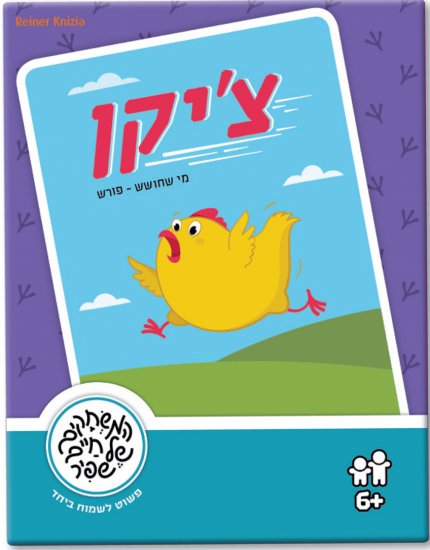 Reiner Knizia
צ'יקן
מי שחושש - פורש
המשחקים
של חיים
שפיר
פשוט לשמוח ביחד
6+